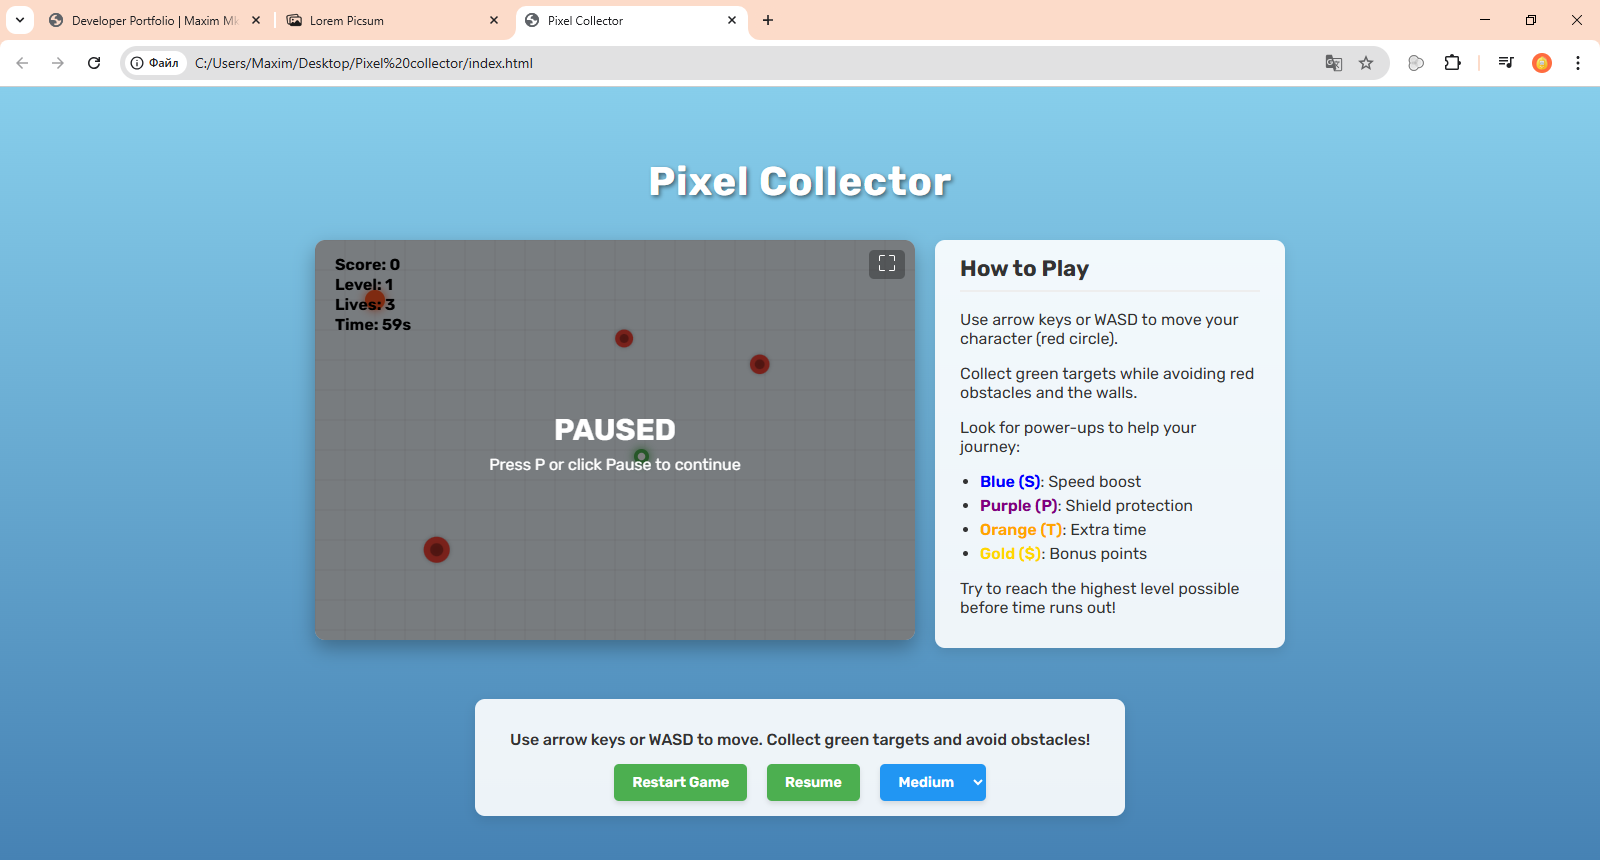 Developer Portfolio | Maxim M
Lorem Picsum
Pixel Collector
Файл
C:/Users/Maxim/Desktop/Pixel%20collector/index.html
Pixel Collector
Score: 0
Level: 1
Lives: 3
Time: 59s
PAUSED
Press P or click Pause to continue
How to Play
Use arrow keys or WASD to move your
character (red circle).
Collect green targets while avoiding red
obstacles and the walls.
Look for power-ups to help your
journey:
Blue (S): Speed boost
Purple (P): Shield protection
Orange (T): Extra time
Gold ($): Bonus points
Try to reach the highest level possible
before time runs out!
Use arrow keys or WASD to move. Collect green targets and avoid obstacles!
Restart Game
Resume
Medium